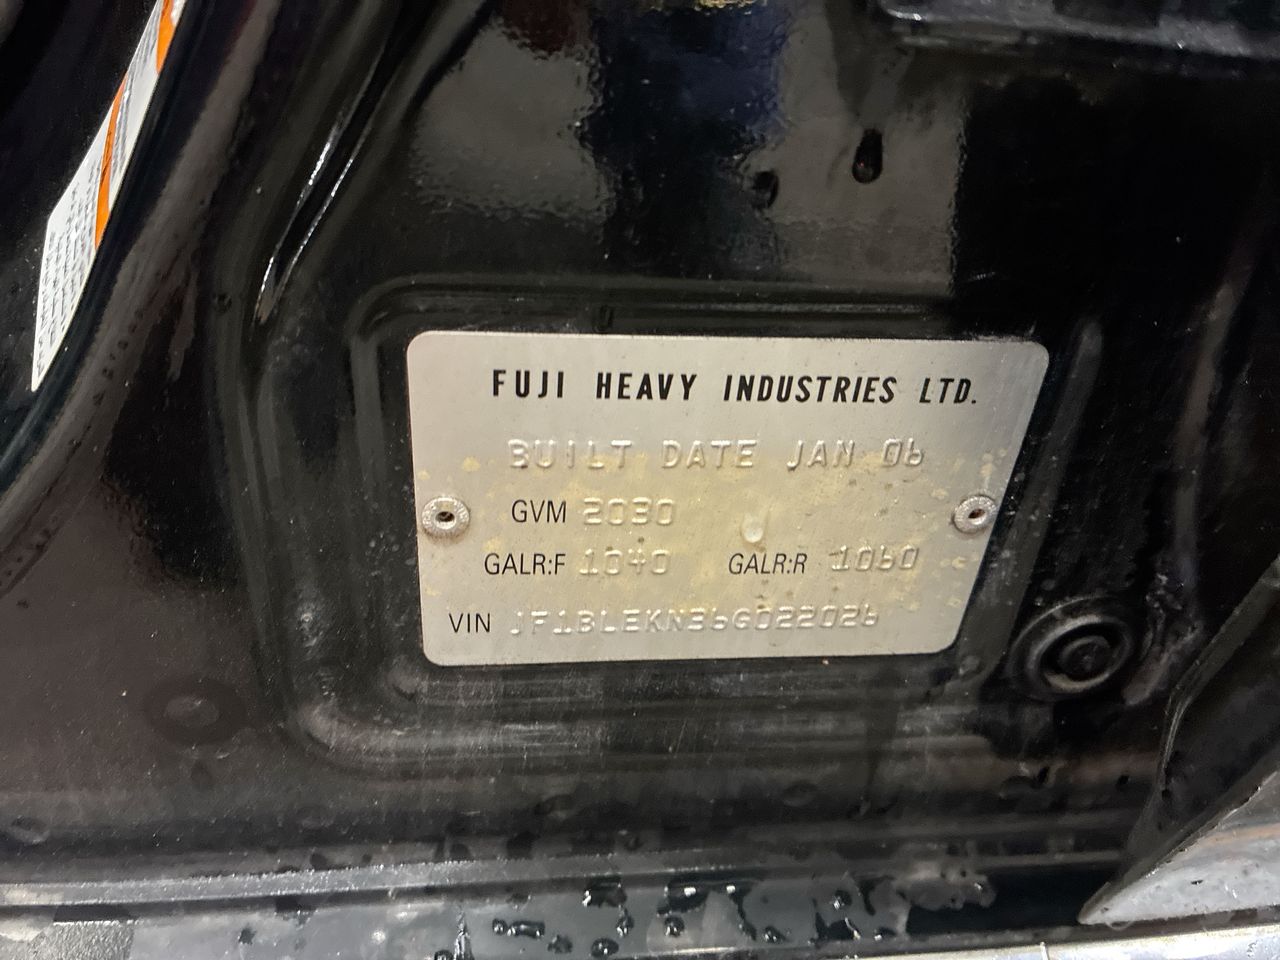 FUJI HEAVY INDUSTRIES LTD.
BUILT DATE JAN 06
GVM 2030
GALR:F 1040 GALR:R 1060
VIN JF1BLEKN36G022026